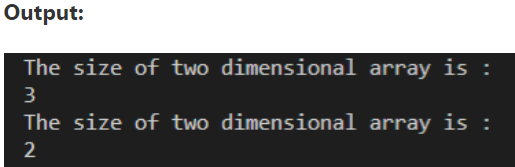 Output:
The size of two dimensional array is :
3
The size of two dimensional array is :
2